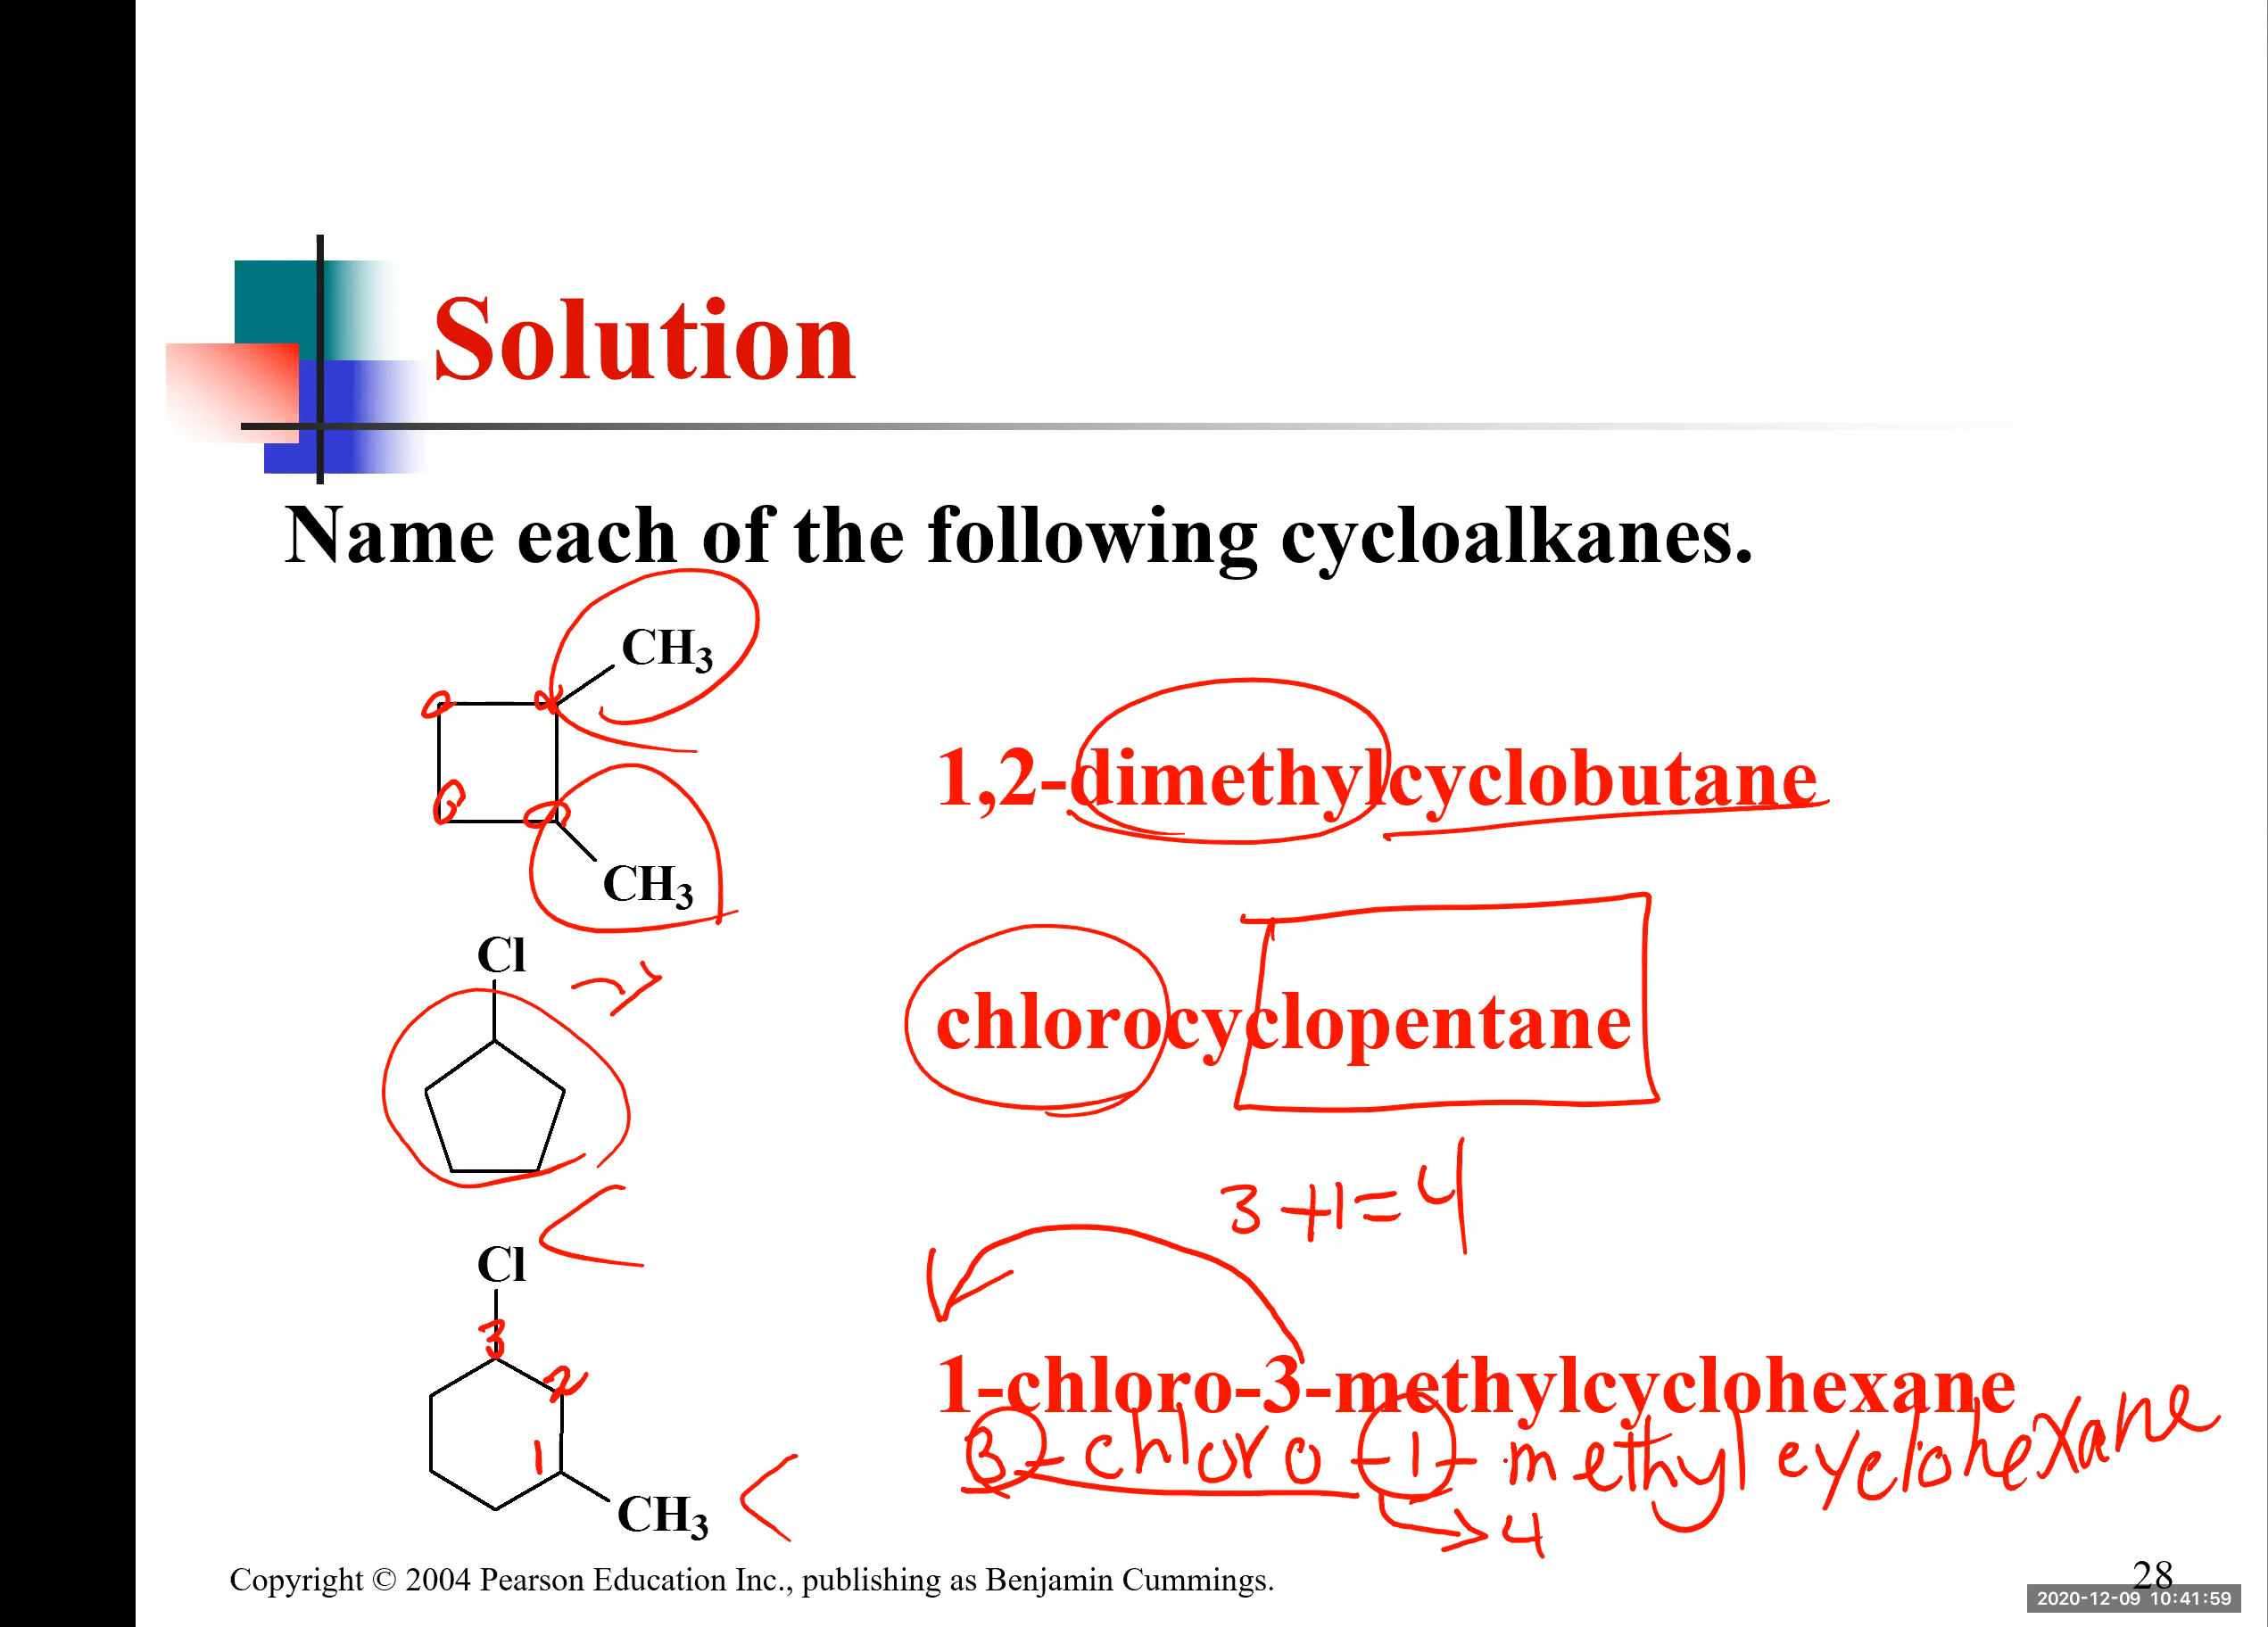 Solution
Name each of the following cycloalkanes.
CH3
1,2-dimethylcyclobutane
CH3
Cl
chlorocyclopentane
3+1=4
Cl
3
2
1
1-chloro-3-methylcyclohexane
3-chloro-1-methyl cyclohexane
CH3
4
Copyright © 2004 Pearson Education Inc., publishing as Benjamin Cummings.
28
2020-12-09 10:41:59